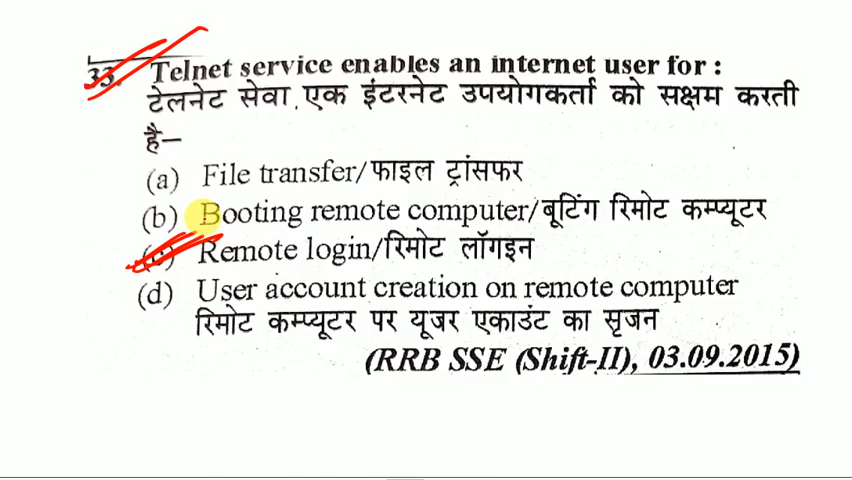 33. Telnet service enables an internet user for :
टेलनेट सेवा एक इंटरनेट उपयोगकर्ता को सक्षम करती
है–
(a) File transfer/फाइल ट्रांसफर
(b) Booting remote computer/बूटिंग रिमोट कम्प्यूटर
(c) Remote login/रिमोट लॉगइन
(d) User account creation on remote computer
रिमोट कम्प्यूटर पर यूजर एकाउंट का सृजन
(RRB SSE (Shift-II), 03.09.2015)